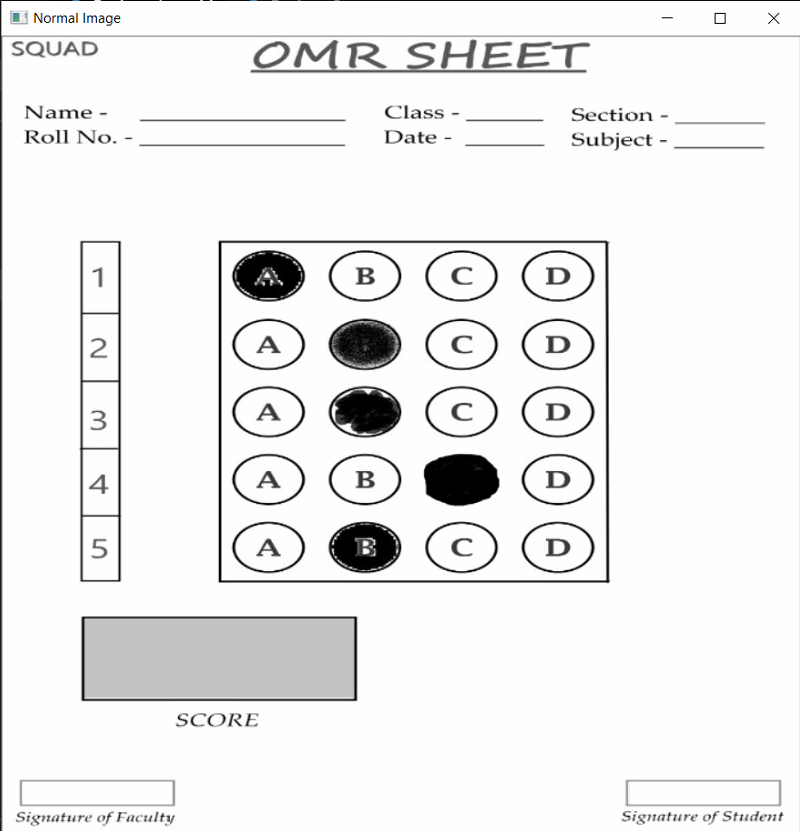 Normal Image
SQUAD
OMR SHEET
Name - Class - Section -
Roll No. - Date - Subject -
1 A B C D
2 A B C D
3 A C D
4 A B D
5 A B C D
SCORE
Signature of Faculty Signature of Student